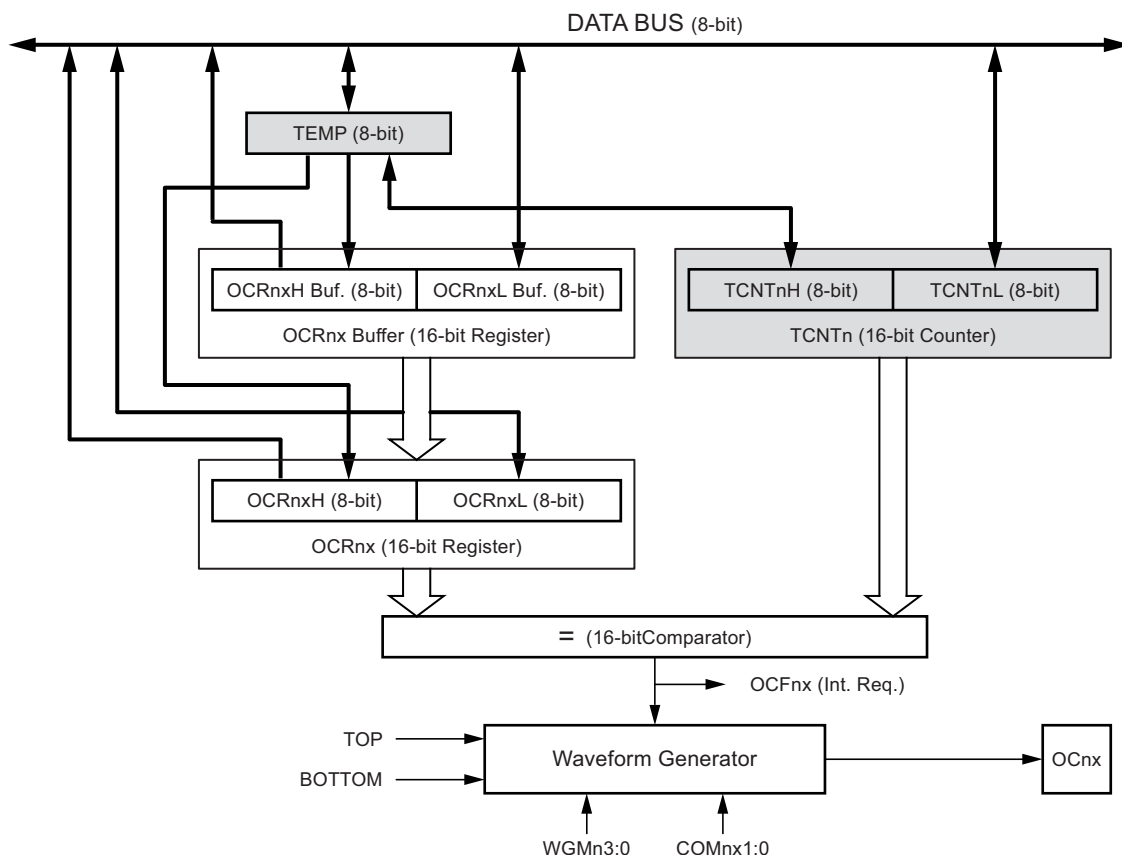 DATA BUS (8-bit)
TEMP (8-bit)
OCRnxH Buf. (8-bit)
OCRnxL Buf. (8-bit)
OCRnx Buffer (16-bit Register)
TCNTnH (8-bit)
TCNTnL (8-bit)
TCNTn (16-bit Counter)
OCRnxH (8-bit)
OCRnxL (8-bit)
OCRnx (16-bit Register)
= (16-bitComparator)
OCFnx (Int. Req.)
TOP
BOTTOM
Waveform Generator
OCnx
WGMn3:0
COMnx1:0